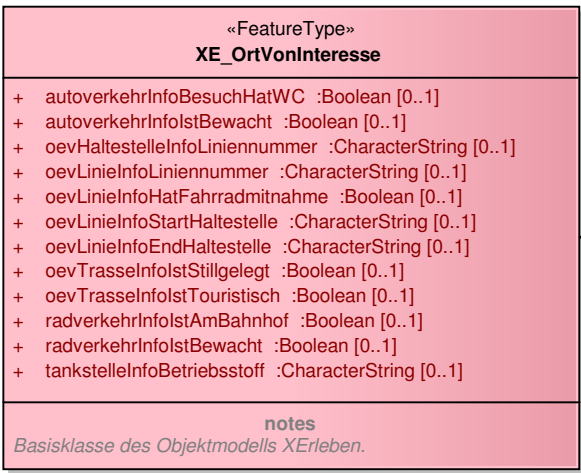 «FeatureType»
XE_OrtVonInteresse
+ autoverkehrInfoBesuchHatWC :Boolean [0..1]
+ autoverkehrInfoIstBewacht :Boolean [0..1]
+ oevHaltestelleInfoLiniennummer :CharacterString [0..1]
+ oevLinieInfoLiniennummer :CharacterString [0..1]
+ oevLinieInfoHatFahrradmitnahme :Boolean [0..1]
+ oevLinieInfoStartHaltestelle :CharacterString [0..1]
+ oevLinieInfoEndHaltestelle :CharacterString [0..1]
+ oevTrasseInfoIstStillgelegt :Boolean [0..1]
+ oevTrasseInfoIstTouristisch :Boolean [0..1]
+ radverkehrInfoIstAmBahnhof :Boolean [0..1]
+ radverkehrInfoIstBewacht :Boolean [0..1]
+ tankstelleInfoBetriebsstoff :CharacterString [0..1]
notes
Basisklasse des Objektmodells XErleben.